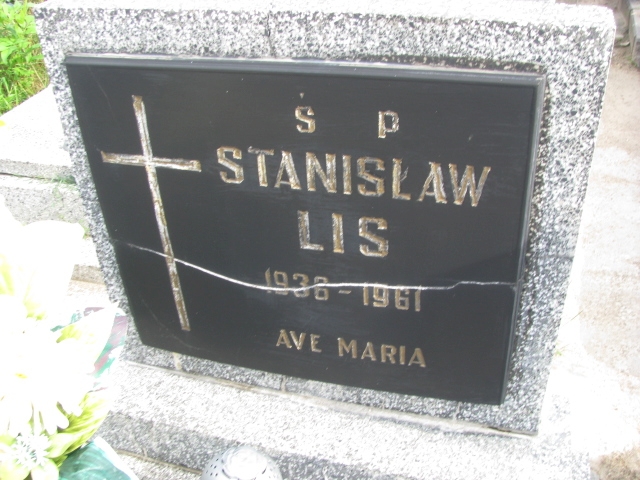 Ś P
STANISŁAW
LIS
1936-1961
AVE MARIA